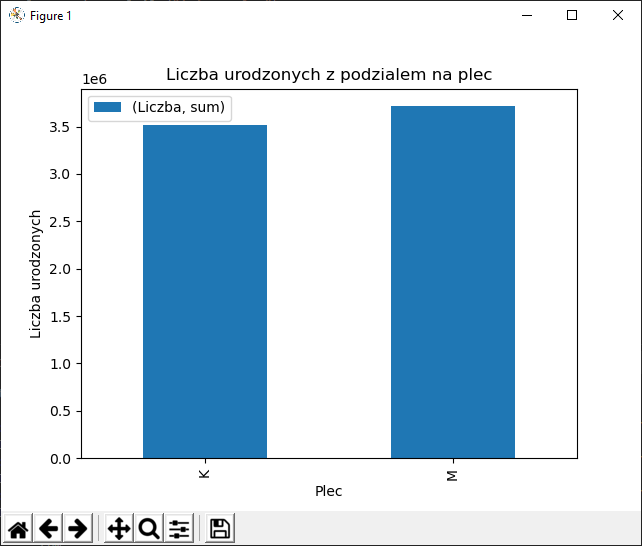 Figure 1
Liczba urodzonych z podzialem na plec
1e6
(Liczba, sum)
3.5
3.0
2.5
2.0
1.5
1.0
0.5
0.0
Liczba urodzonych
K
M
Plec